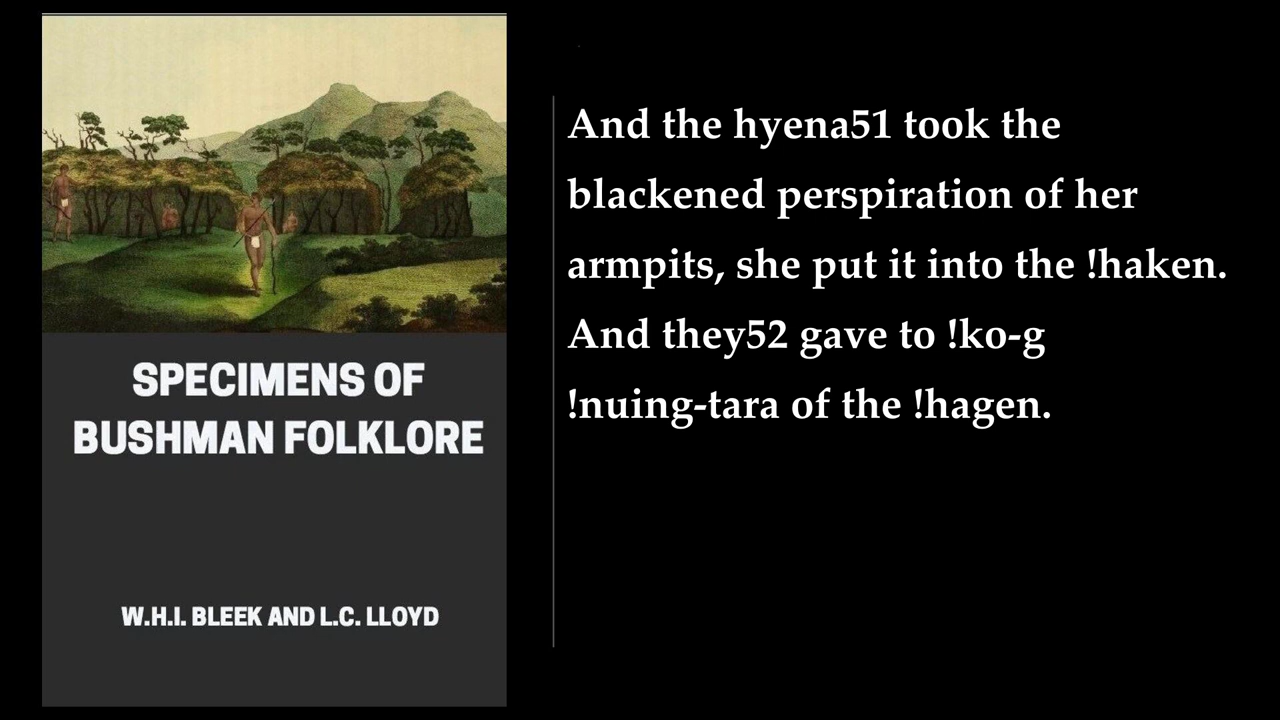 SPECIMENS OF
BUSHMAN FOLKLORE
W.H.I. BLEEK AND L.C. LLOYD
And the hyena51 took the
blackened perspiration of her
armpits, she put it into the !haken.
And they52 gave to !ko-g
!nuing-tara of the !hagen.